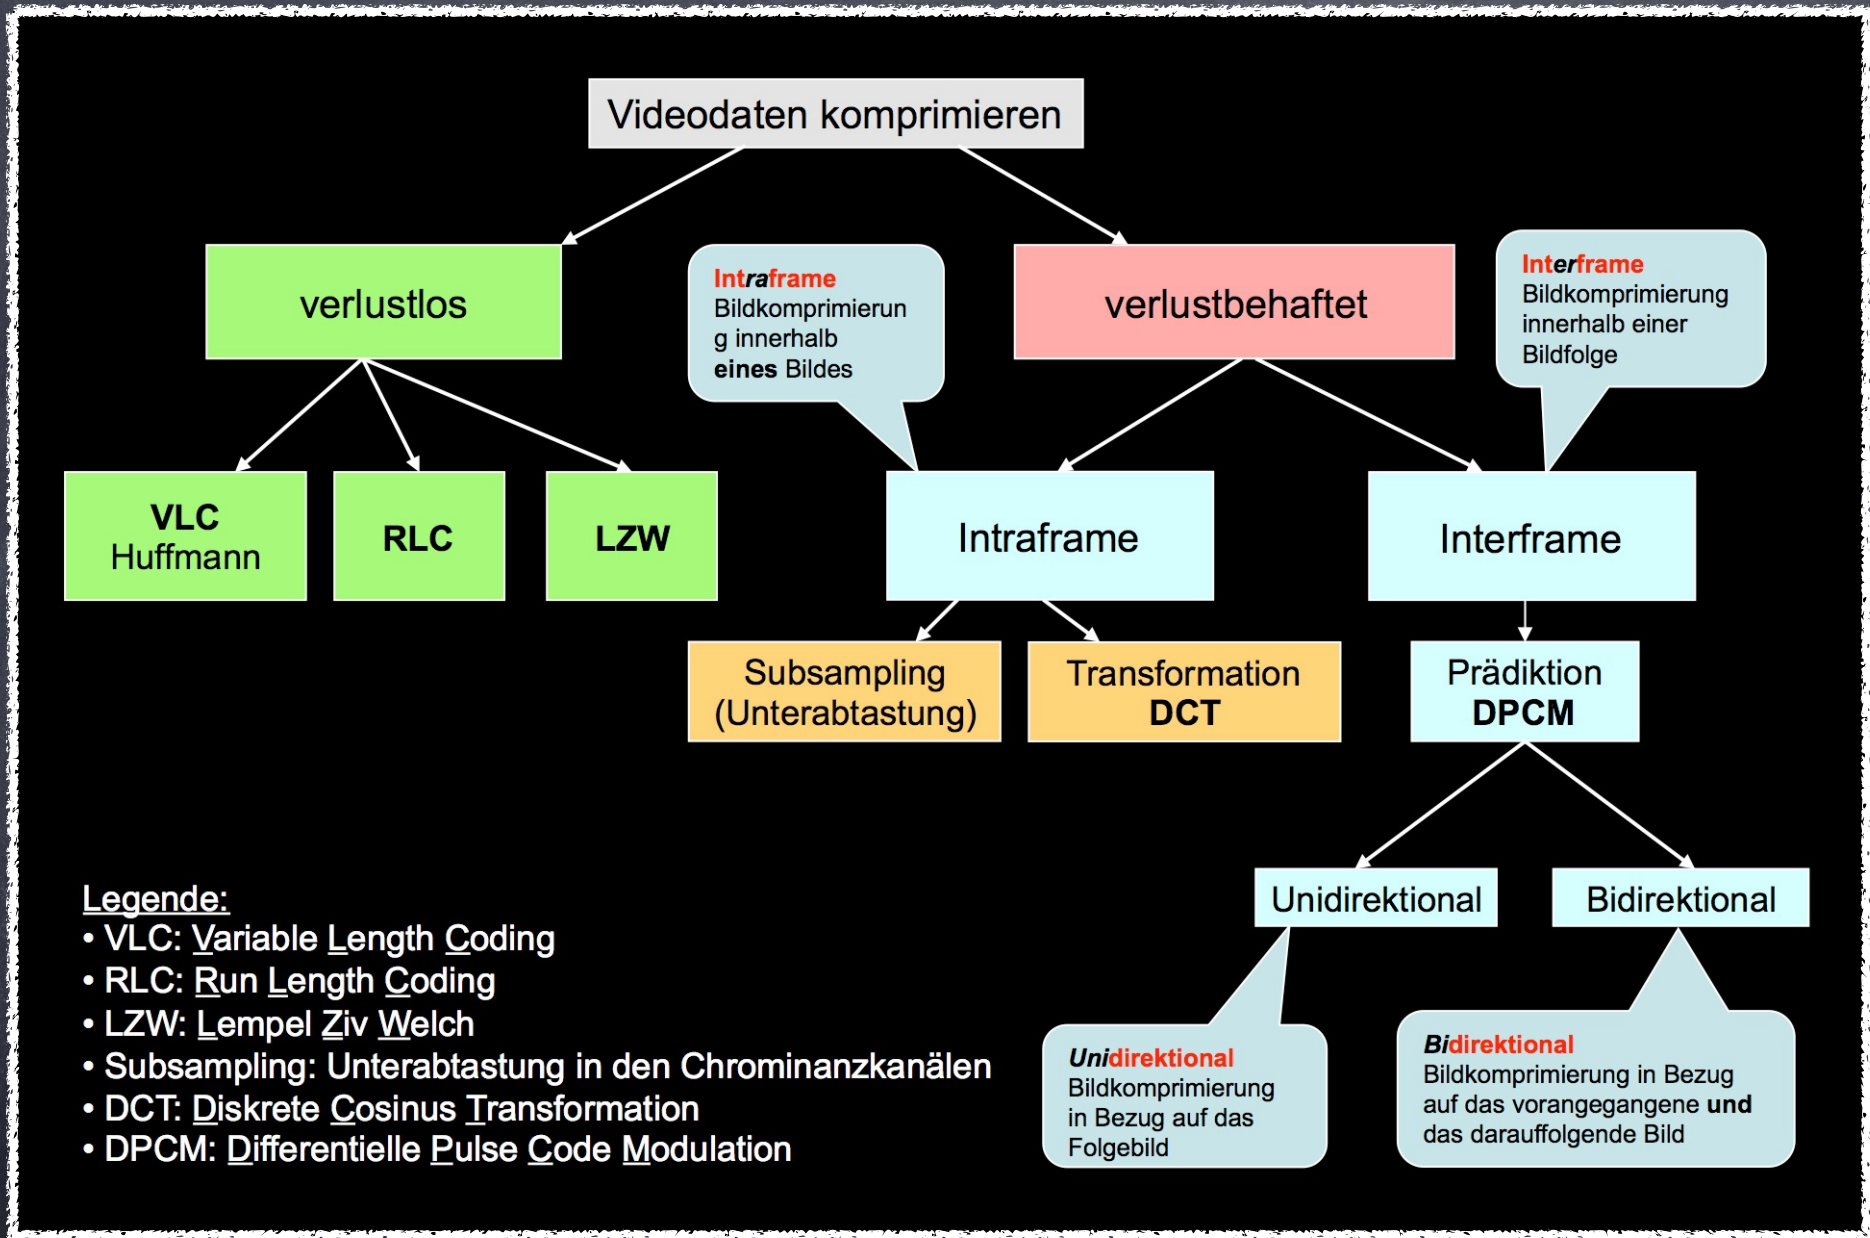 Videodaten komprimieren
verlustlos
Intraframe
Bildkomprimierun
g innerhalb
eines Bildes
verlustbehaftet
Interframe
Bildkomprimierung
innerhalb einer
Bildfolge
VLC
Huffmann
RLC
LZW
Intraframe
Interframe
Subsampling
(Unterabtastung)
Transformation
DCT
Prädiktion
DPCM
Unidirektional
Bidirektional
Legende:
• VLC: Variable Length Coding
• RLC: Run Length Coding
• LZW: Lempel Ziv Welch
• Subsampling: Unterabtastung in den Chrominanzkanälen
• DCT: Diskrete Cosinus Transformation
• DPCM: Differentielle Pulse Code Modulation
Unidirektional
Bildkomprimierung
in Bezug auf das
Folgebild
Bidirektional
Bildkomprimierung in Bezug
auf das vorangegangene und
das darauffolgende Bild